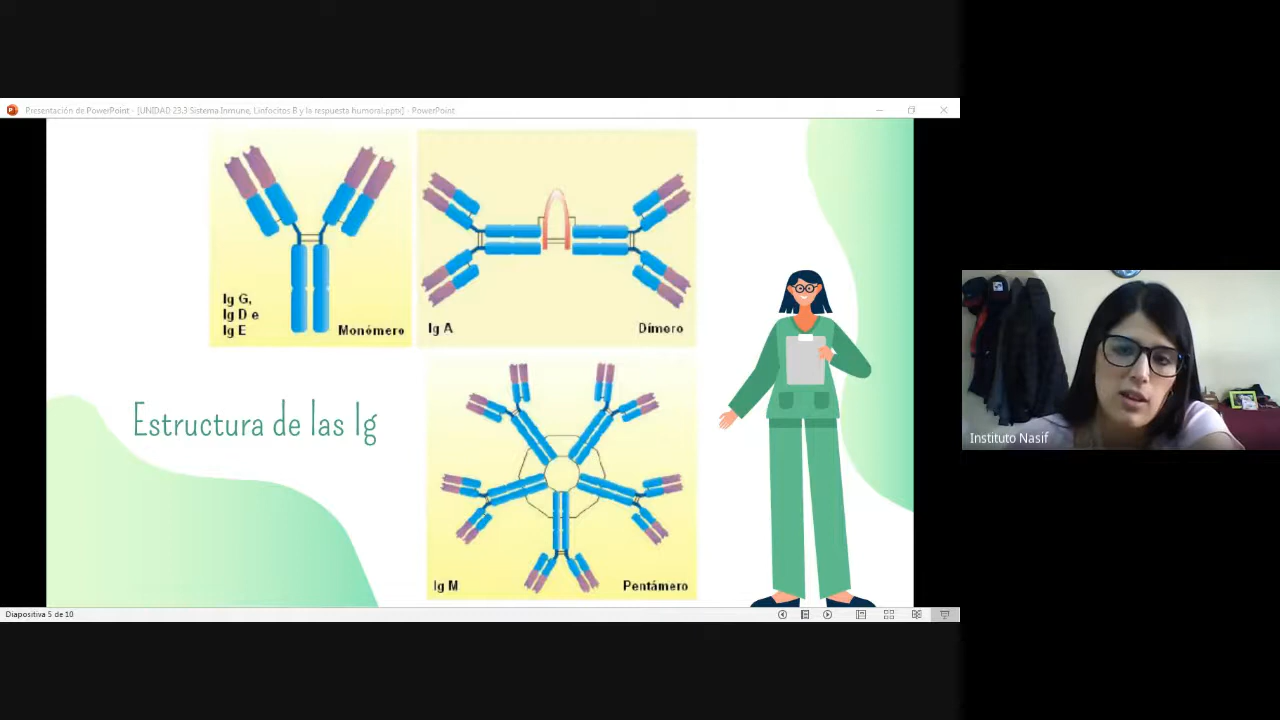 Presentación de PowerPoint - [UNIDAD 23,3 Sistema Inmune, Linfocitos B y la respuesta humoral.pptx] - PowerPoint
Ig G,
Ig D e
Ig E
Monómero
Ig A
Dímero
Estructura de las Ig
Ig M
Pentámero
Instituto Nasif
Diapositiva 5 de 10